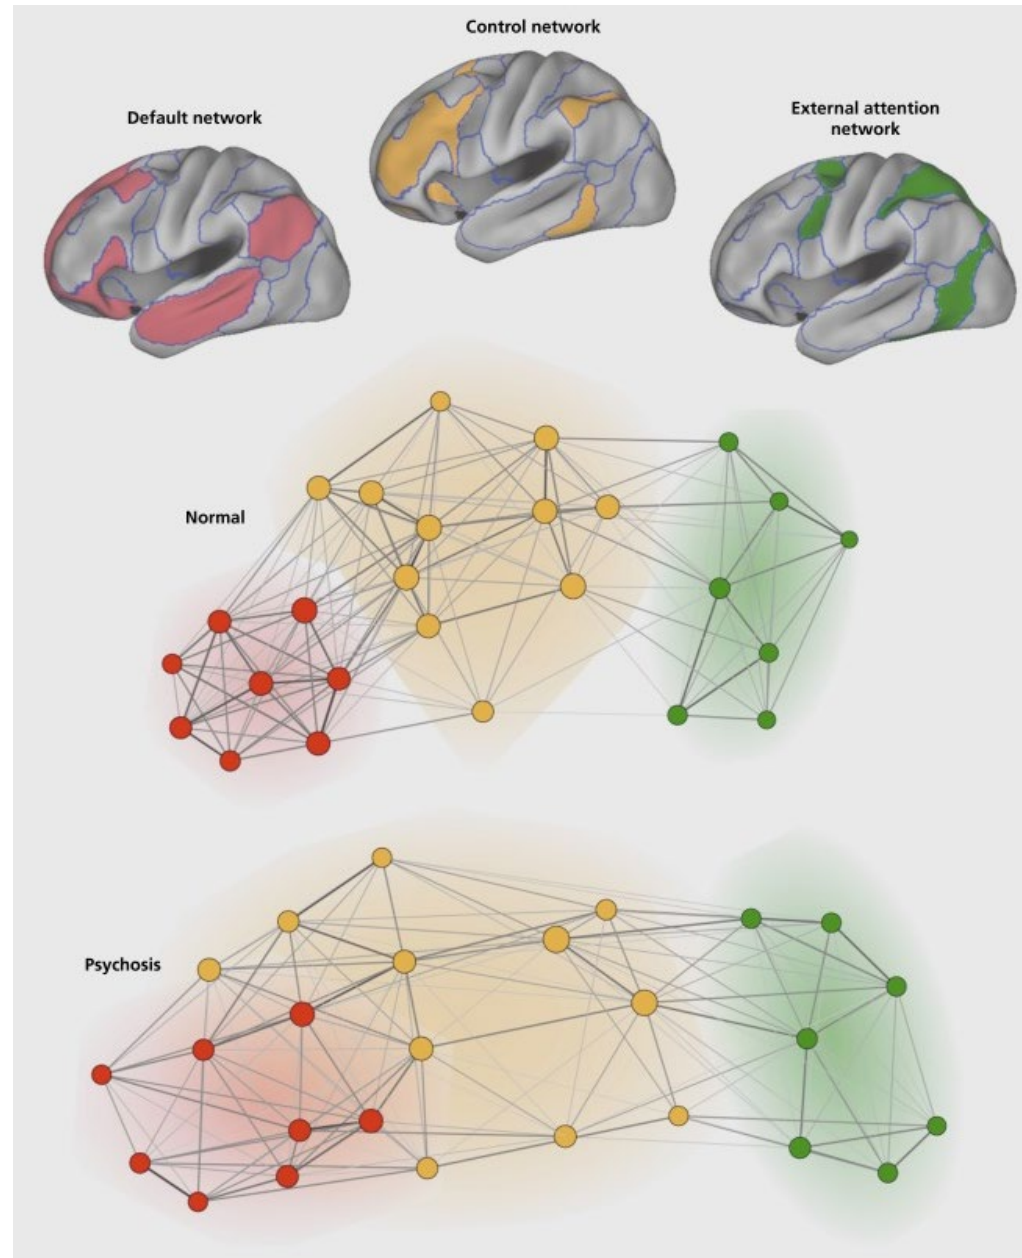 Control network
Default network
External attention
network
Normal
Psychosis